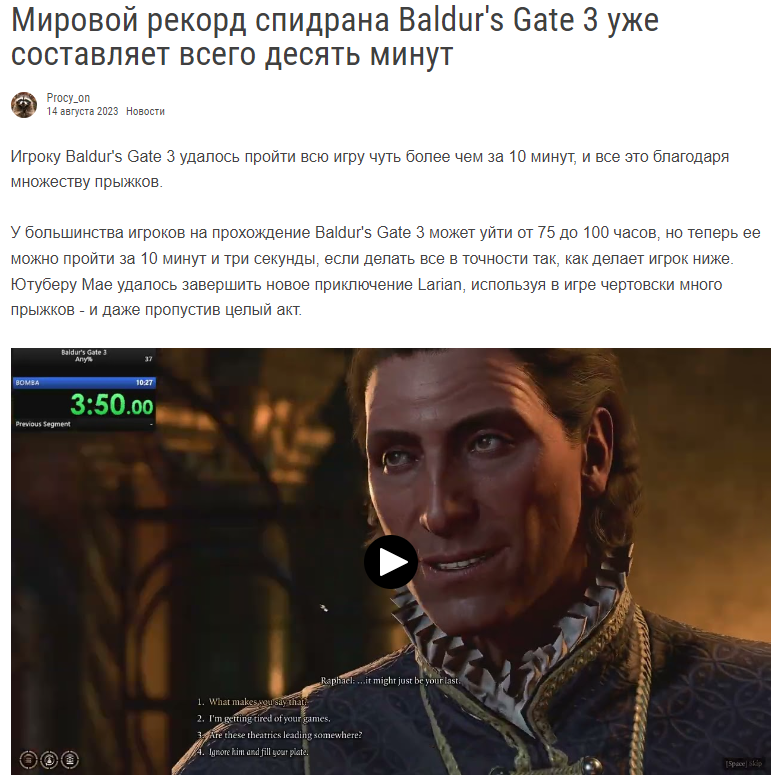 Мировой рекорд спидрана Baldur's Gate 3 уже
составляет всего десять минут
Procy_on
14 августа 2023 Новости
Игроку Baldur's Gate 3 удалось пройти всю игру чуть более чем за 10 минут, и все это благодаря
множеству прыжков.
У большинства игроков на прохождение Baldur's Gate 3 может уйти от 75 до 100 часов, но теперь ее
можно пройти за 10 минут и три секунды, если делать все в точности так, как делает игрок ниже.
Ютуберу Mae удалось завершить новое приключение Larian, используя в игре чертовски много
прыжков - и даже пропустив целый акт.
Baldur's Gate 3
Any% 37
BOMBA 10:27
3:50.00
Previous Segment -
Raphael: ...it might just be your last.
1. What makes you say that?
2. I'm getting tired of your games.
3. Are these theatrics leading somewhere?
4. Ignore him and fill your plate.
[Space] Skip